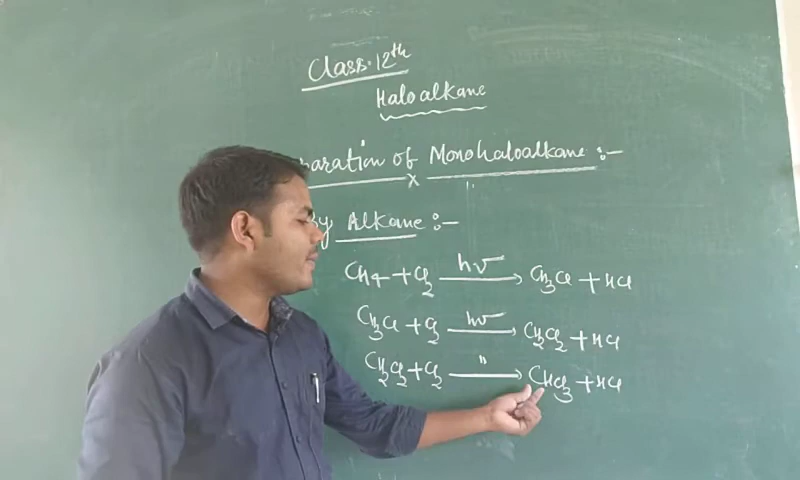 Class. 12th
Haloalkane
paration of Monohaloalkane :-
x
By Alkane :-
CH4 + Cl2 hν → CH3Cl + HCl
CH3Cl + Cl2 hν → CH2Cl2 + HCl
CH2Cl2 + Cl2 " → CHCl3 + HCl